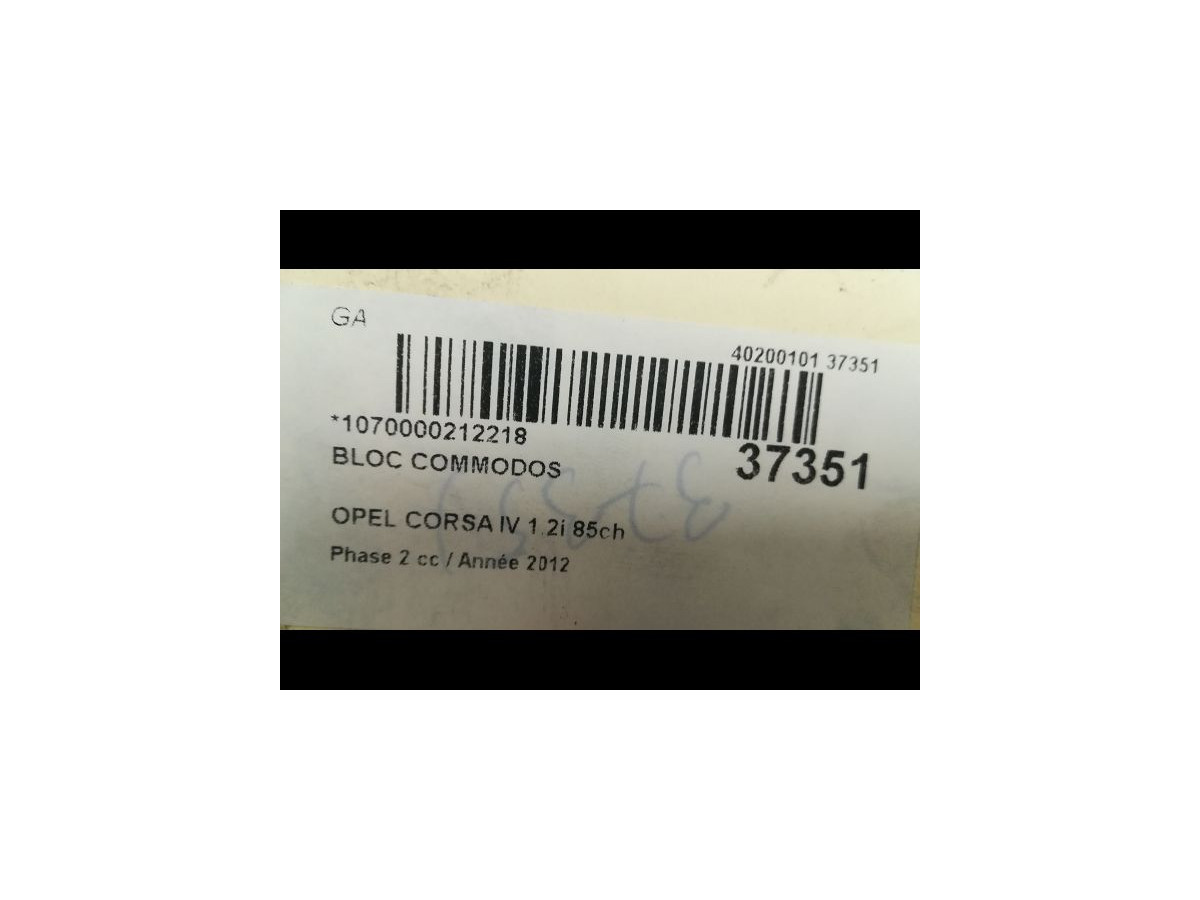 GA
40200101 37351
*1070000212218
37351
BLOC COMMODOS
OPEL CORSA IV 1.2i 85ch
Phase 2 cc / Année 2012